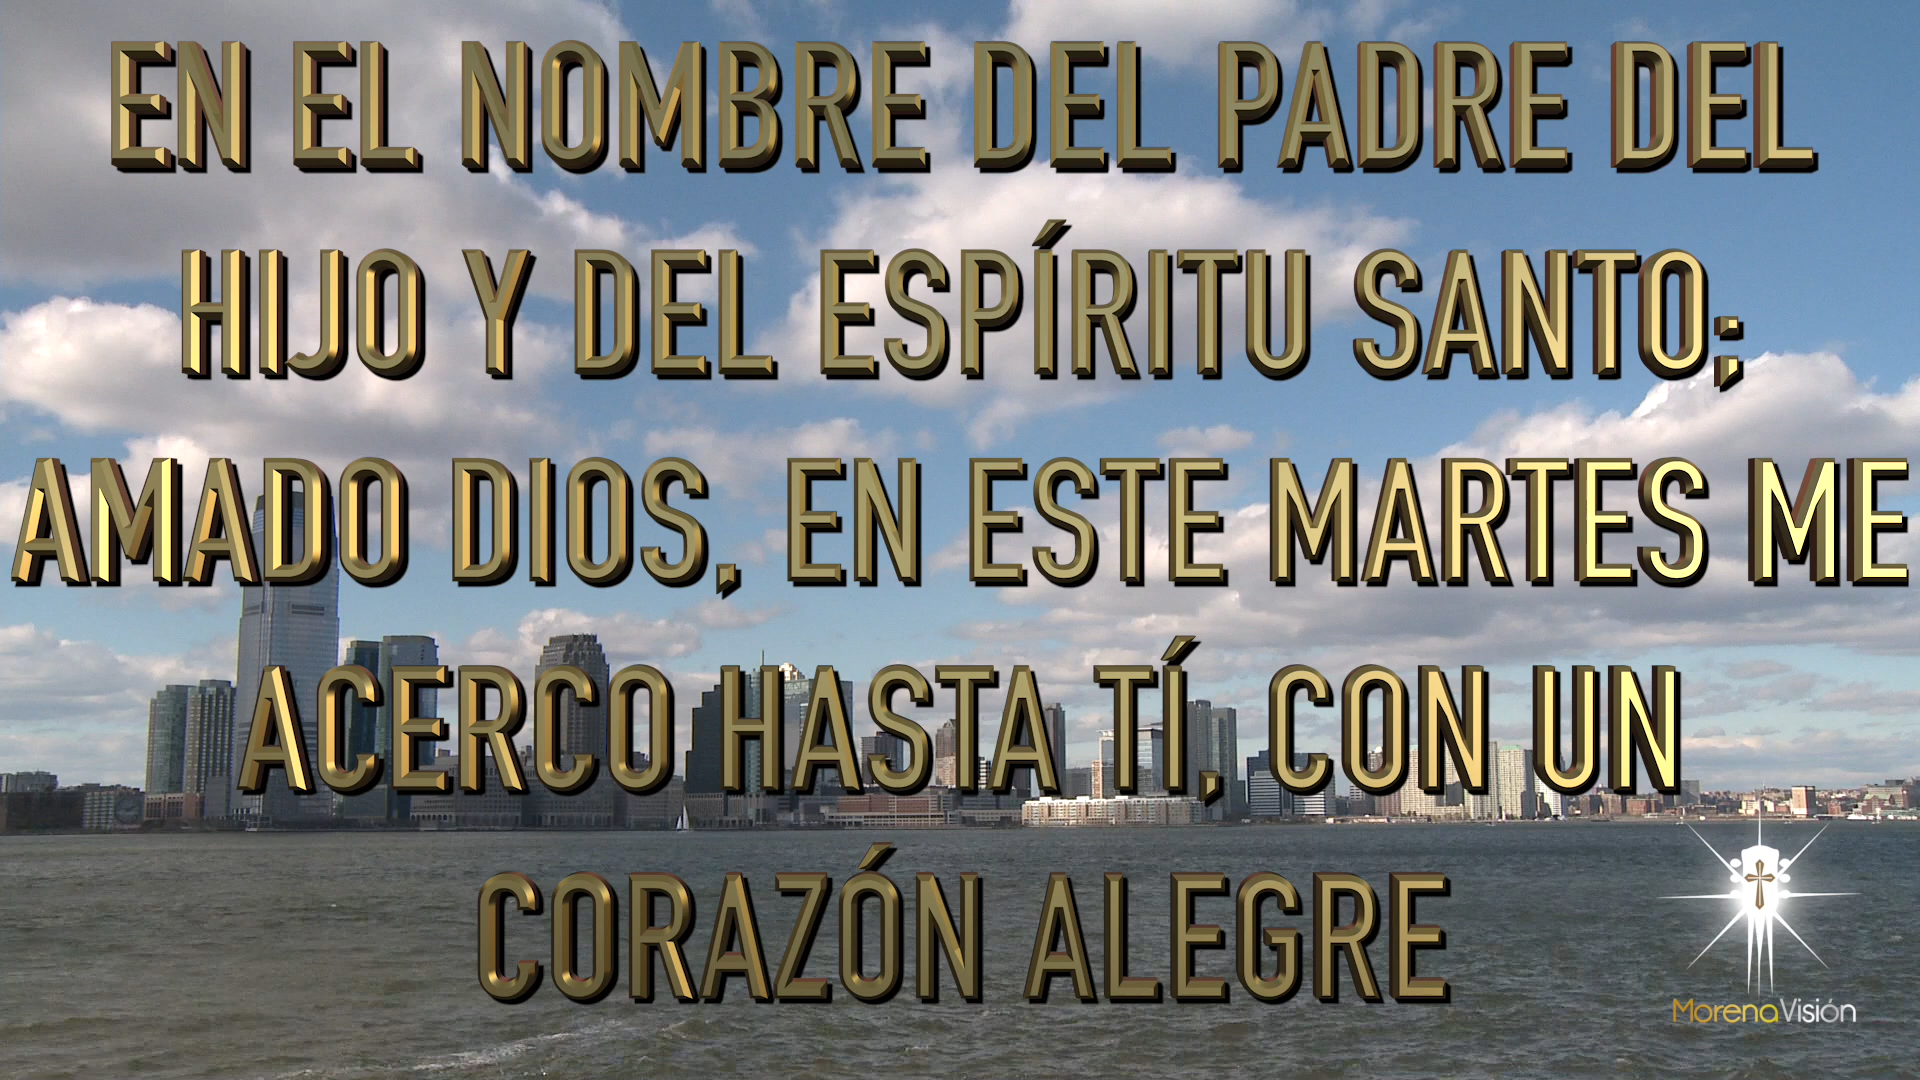 EN EL NOMBRE DEL PADRE DEL
HIJO Y DEL ESPÍRITU SANTO;
AMADO DIOS, EN ESTE MARTES ME
ACERCO HASTA TÍ, CON UN
CORAZÓN ALEGRE
MorenaVisión